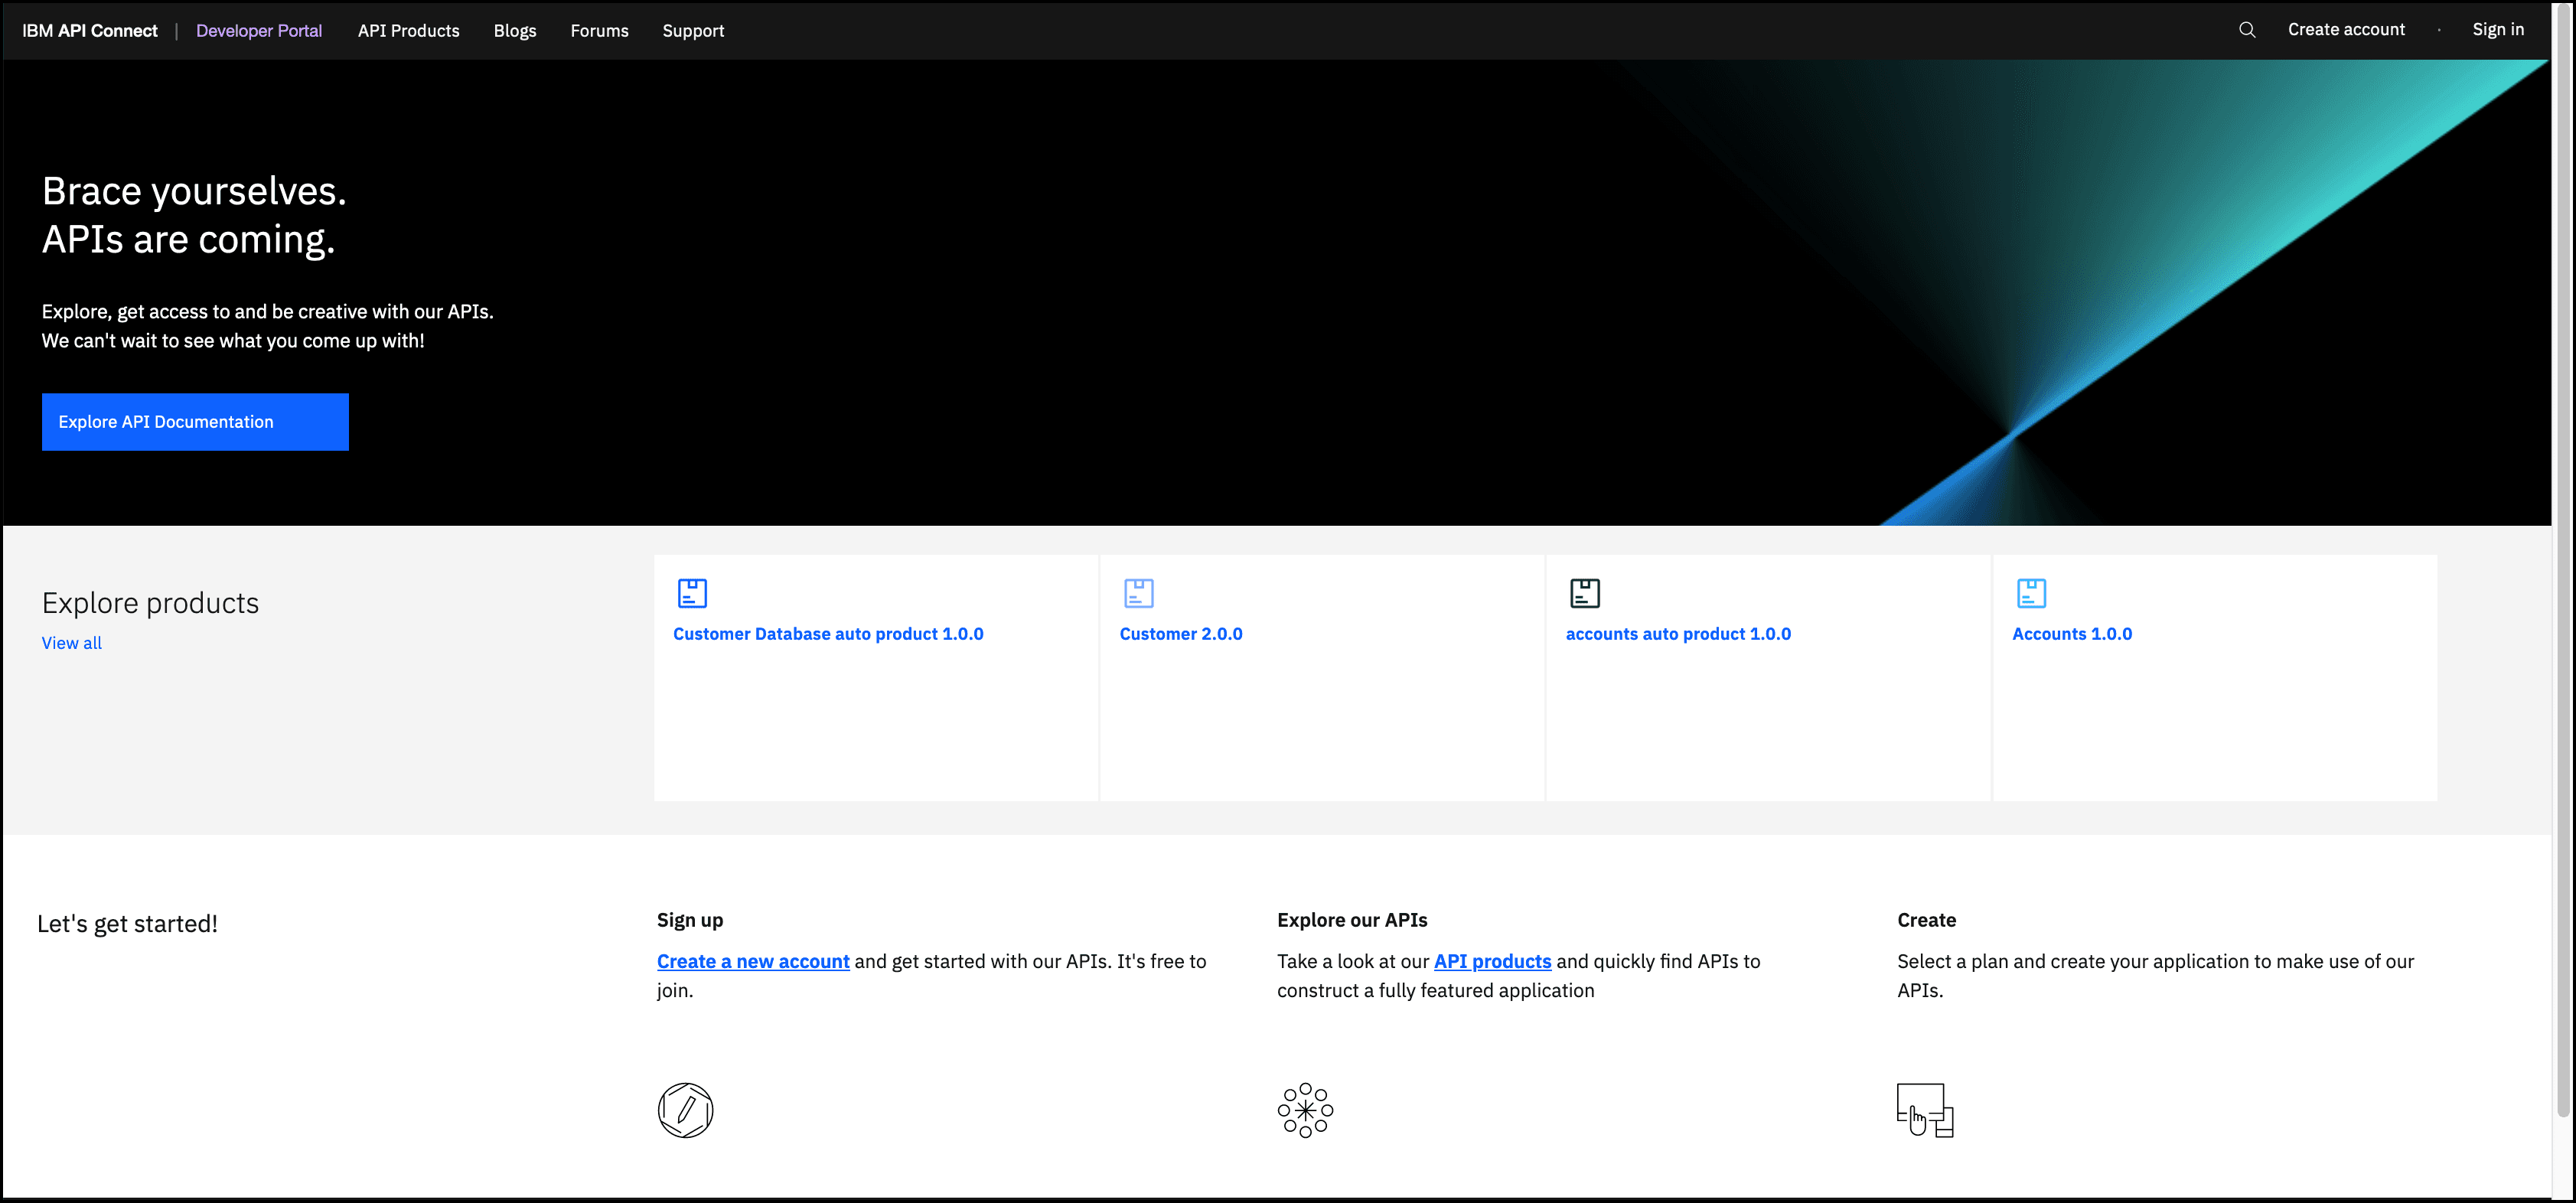 IBM API Connect | Developer Portal API Products Blogs Forums Support Create account · Sign in
Brace yourselves.
APIs are coming.
Explore, get access to and be creative with our APIs.
We can't wait to see what you come up with!
Explore API Documentation
Explore products
View all
Customer Database auto product 1.0.0
Customer 2.0.0
accounts auto product 1.0.0
Accounts 1.0.0
Let's get started!
Sign up
Create a new account and get started with our APIs. It's free to
join.
Explore our APIs
Take a look at our API products and quickly find APIs to
construct a fully featured application
Create
Select a plan and create your application to make use of our
APIs.